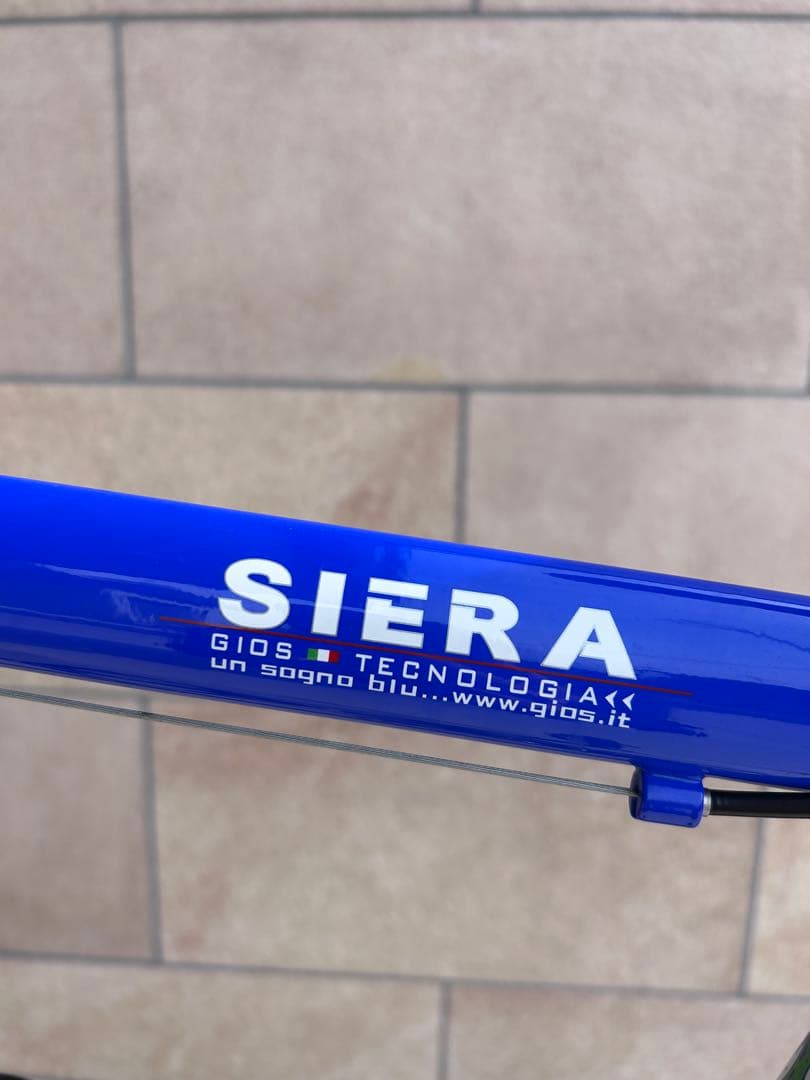 SIERA
GIOS TECNOLOGIA
un sogno blu...www.gios.it